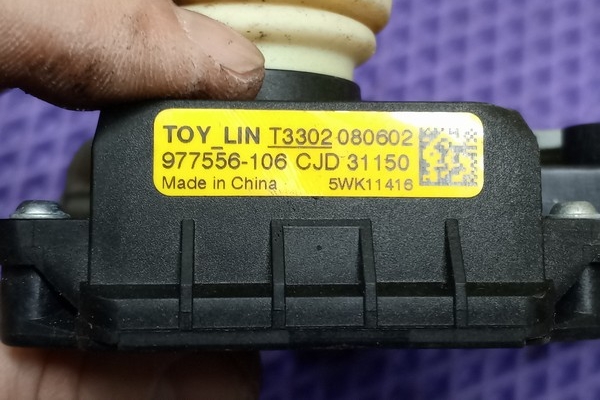 TOY_LIN T3302 080602
977556-106 CJD 31150
Made in China 5WK11416